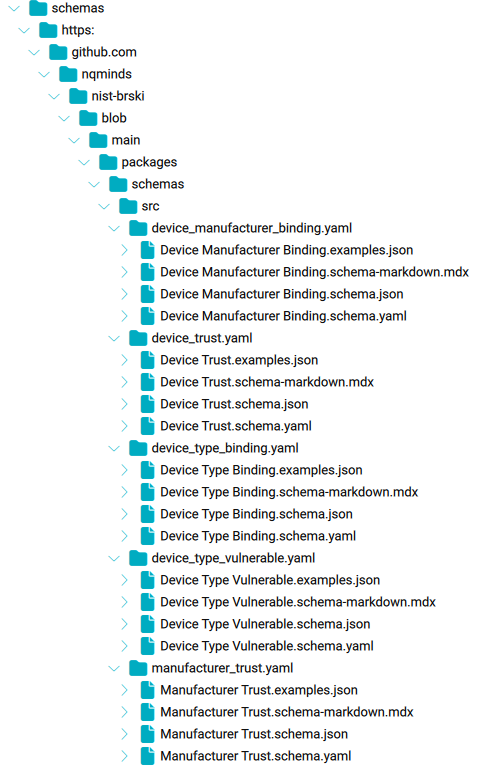 schemas
https:
github.com
nqminds
nist-brski
blob
main
packages
schemas
src
device_manufacturer_binding.yaml
Device Manufacturer Binding.examples.json
Device Manufacturer Binding.schema-markdown.mdx
Device Manufacturer Binding.schema.json
Device Manufacturer Binding.schema.yaml
device_trust.yaml
Device Trust.examples.json
Device Trust.schema-markdown.mdx
Device Trust.schema.json
Device Trust.schema.yaml
device_type_binding.yaml
Device Type Binding.examples.json
Device Type Binding.schema-markdown.mdx
Device Type Binding.schema.json
Device Type Binding.schema.yaml
device_type_vulnerable.yaml
Device Type Vulnerable.examples.json
Device Type Vulnerable.schema-markdown.mdx
Device Type Vulnerable.schema.json
Device Type Vulnerable.schema.yaml
manufacturer_trust.yaml
Manufacturer Trust.examples.json
Manufacturer Trust.schema-markdown.mdx
Manufacturer Trust.schema.json
Manufacturer Trust.schema.yaml